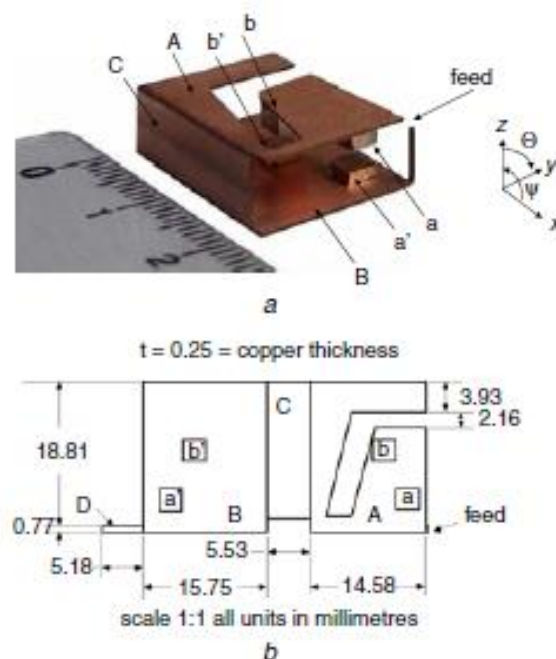 A
b'
b
C
feed
z
Θ
y
Ψ
x
0
1
2
a
a'
B
a
t = 0.25 = copper thickness
C
3.93
2.16
18.81
b'
b
a'
a
D
B
A
feed
0.77
5.53
5.18
15.75
14.58
scale 1:1 all units in millimetres
b